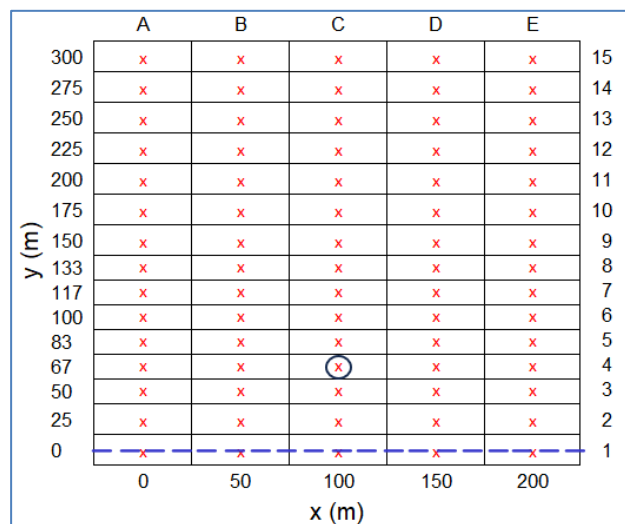 A B C D E
300 x x x x x 15
275 x x x x x 14
250 x x x x x 13
225 x x x x x 12
200 x x x x x 11
175 x x x x x 10
150 x x x x x 9
133 x x x x x 8
117 x x x x x 7
100 x x x x x 6
83 x x x x x 5
67 x x x x x 4
50 x x x x x 3
25 x x x x x 2
0 x x x x x 1
0 50 100 150 200
x (m)
y (m)